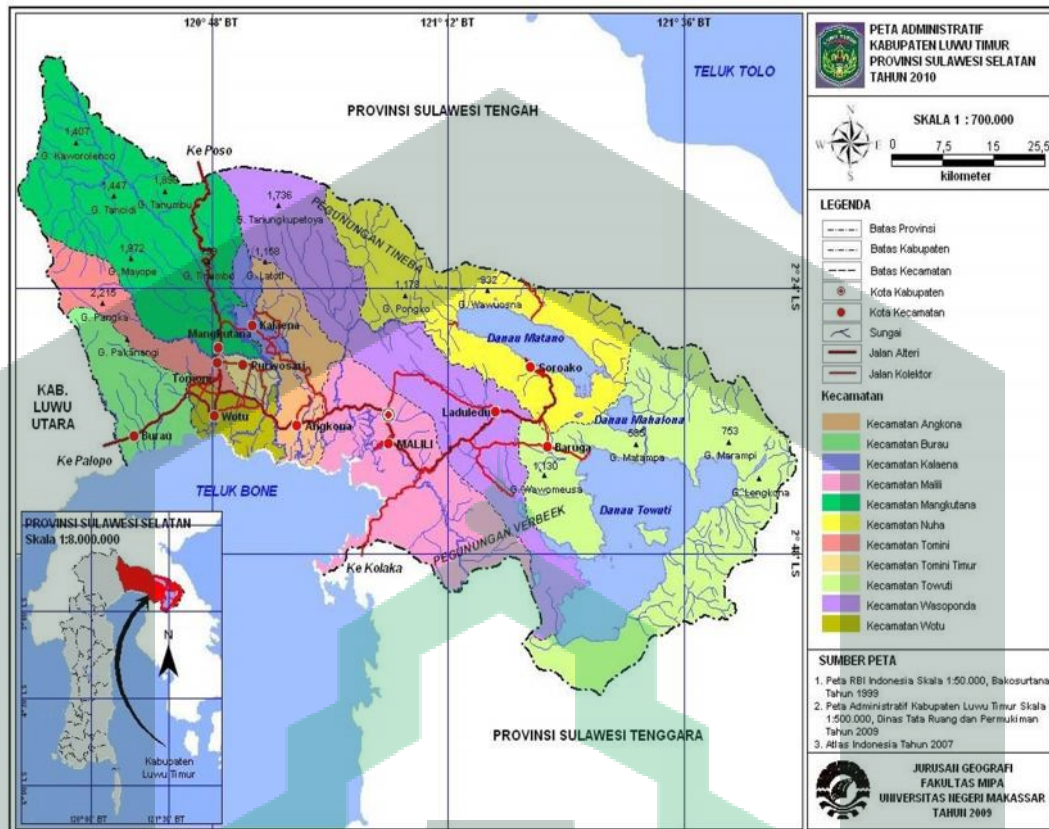 120° 48' BT
121° 12' BT
121° 36' BT
TELUK TOLO
PROVINSI SULAWESI TENGAH
1,407
G. Kaworolenco
Ke Poso
1,447
G. Tancidi
G. Tanumbu
1,736
S. Tanjungkupetoya
PEGUNUNGAN TINEBA
1,972
G. Mayope
G. Tinumbo
1,158
G. Latoti
1,178
G. Pongko
932
G. Wawuosna
2° 24' LS
2,215
G. Pangka
G. Pakanangi
Mangkutana
Kalaena
Danau Matano
Tomoni
Purwosari
Soroako
KAB.
LUWU
UTARA
Wotu
Burau
Angkona
MALILI
Laduledu
Danau Mahalona
Baruga
585
G. Matampa
753
G. Marampi
Ke Palopo
1,130
G. Wawomeusa
G. Lengkona
TELUK BONE
Danau Towuti
PEGUNUNGAN VERBEEK
2° 48' LS
Ke Kolaka
PROVINSI SULAWESI SELATAN
Skala 1:8.000.000
N
Kabupaten
Luwu Timur
PROVINSI SULAWESI TENGGARA
PETA ADMINISTRATIF
KABUPATEN LUWU TIMUR
PROVINSI SULAWESI SELATAN
TAHUN 2010
N
W
E
S
SKALA 1 : 700.000
0 7,5 15 25,5
kilometer
LEGENDA
Batas Provinsi
Batas Kabupaten
Batas Kecamatan
Kota Kabupaten
Kota Kecamatan
Sungai
Jalan Alteri
Jalan Kolektor
Kecamatan
Kecamatan Angkona
Kecamatan Burau
Kecamatan Kalaena
Kecamatan Malili
Kecamatan Mangkutana
Kecamatan Nuha
Kecamatan Tomini
Kecamatan Tomini Timur
Kecamatan Towuti
Kecamatan Wasoponda
Kecamatan Wotu
SUMBER PETA
1. Peta RBI Indonesia Skala 1:50.000, Bakosurtanal
Tahun 1999
2. Peta Administratif Kabupaten Luwu Timur Skala
1:500.000, Dinas Tata Ruang dan Permukiman
Tahun 2009
3. Atlas Indonesia Tahun 2007
JURUSAN GEOGRAFI
FAKULTAS MIPA
UNIVERSITAS NEGERI MAKASSAR
TAHUN 2009